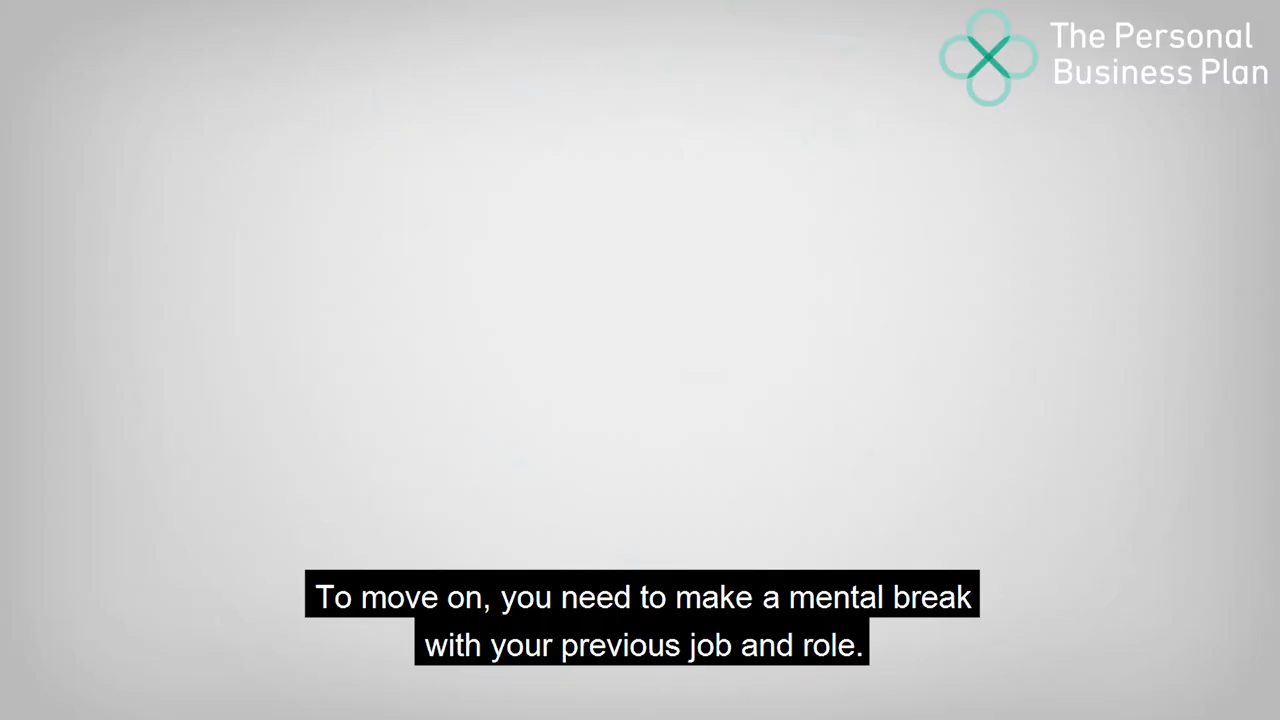 The Personal
Business Plan
To move on, you need to make a mental break
with your previous job and role.